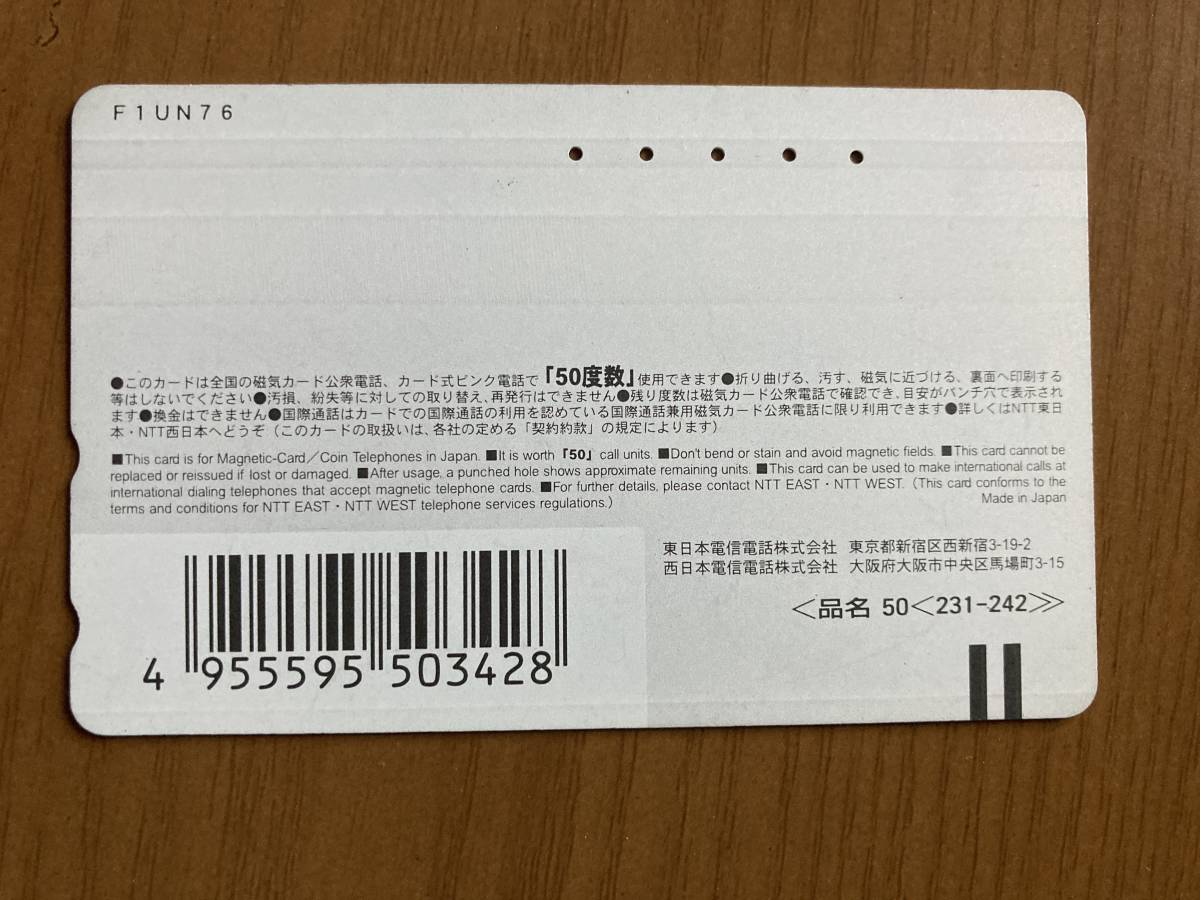 F1UN76
●このカードは全国の磁気カード公衆電話、カード式ピンク電話で「50度数」使用できます●折り曲げる、汚す、磁気に近づける、裏面へ印刷する
等はしないでください●汚損、紛失等に対しての取り替え、再発行はできません●残り度数は磁気カード公衆電話で確認でき、目安がパンチ穴で表示され
ます●換金はできません●国際通話はカードでの国際通話の利用を認めている国際通話兼用磁気カード公衆電話に限り利用できます●詳しくはNTT東日
本・NTT西日本へどうぞ（このカードの取扱いは、各社の定める「契約約款」の規定によります）
■This card is for Magnetic-Card／Coin Telephones in Japan. ■It is worth「50」call units. ■Don't bend or stain and avoid magnetic fields. ■This card cannot be
replaced or reissued if lost or damaged. ■After usage, a punched hole shows approximate remaining units. ■This card can be used to make international calls at
international dialing telephones that accept magnetic telephone cards. ■For further details, please contact NTT EAST・NTT WEST.（This card conforms to the
terms and conditions for NTT EAST・NTT WEST telephone services regulations.） Made in Japan
東日本電信電話株式会社 東京都新宿区西新宿3-19-2
西日本電信電話株式会社 大阪府大阪市中央区馬場町3-15
＜品名 50＜231-242≫
4 955595 503428